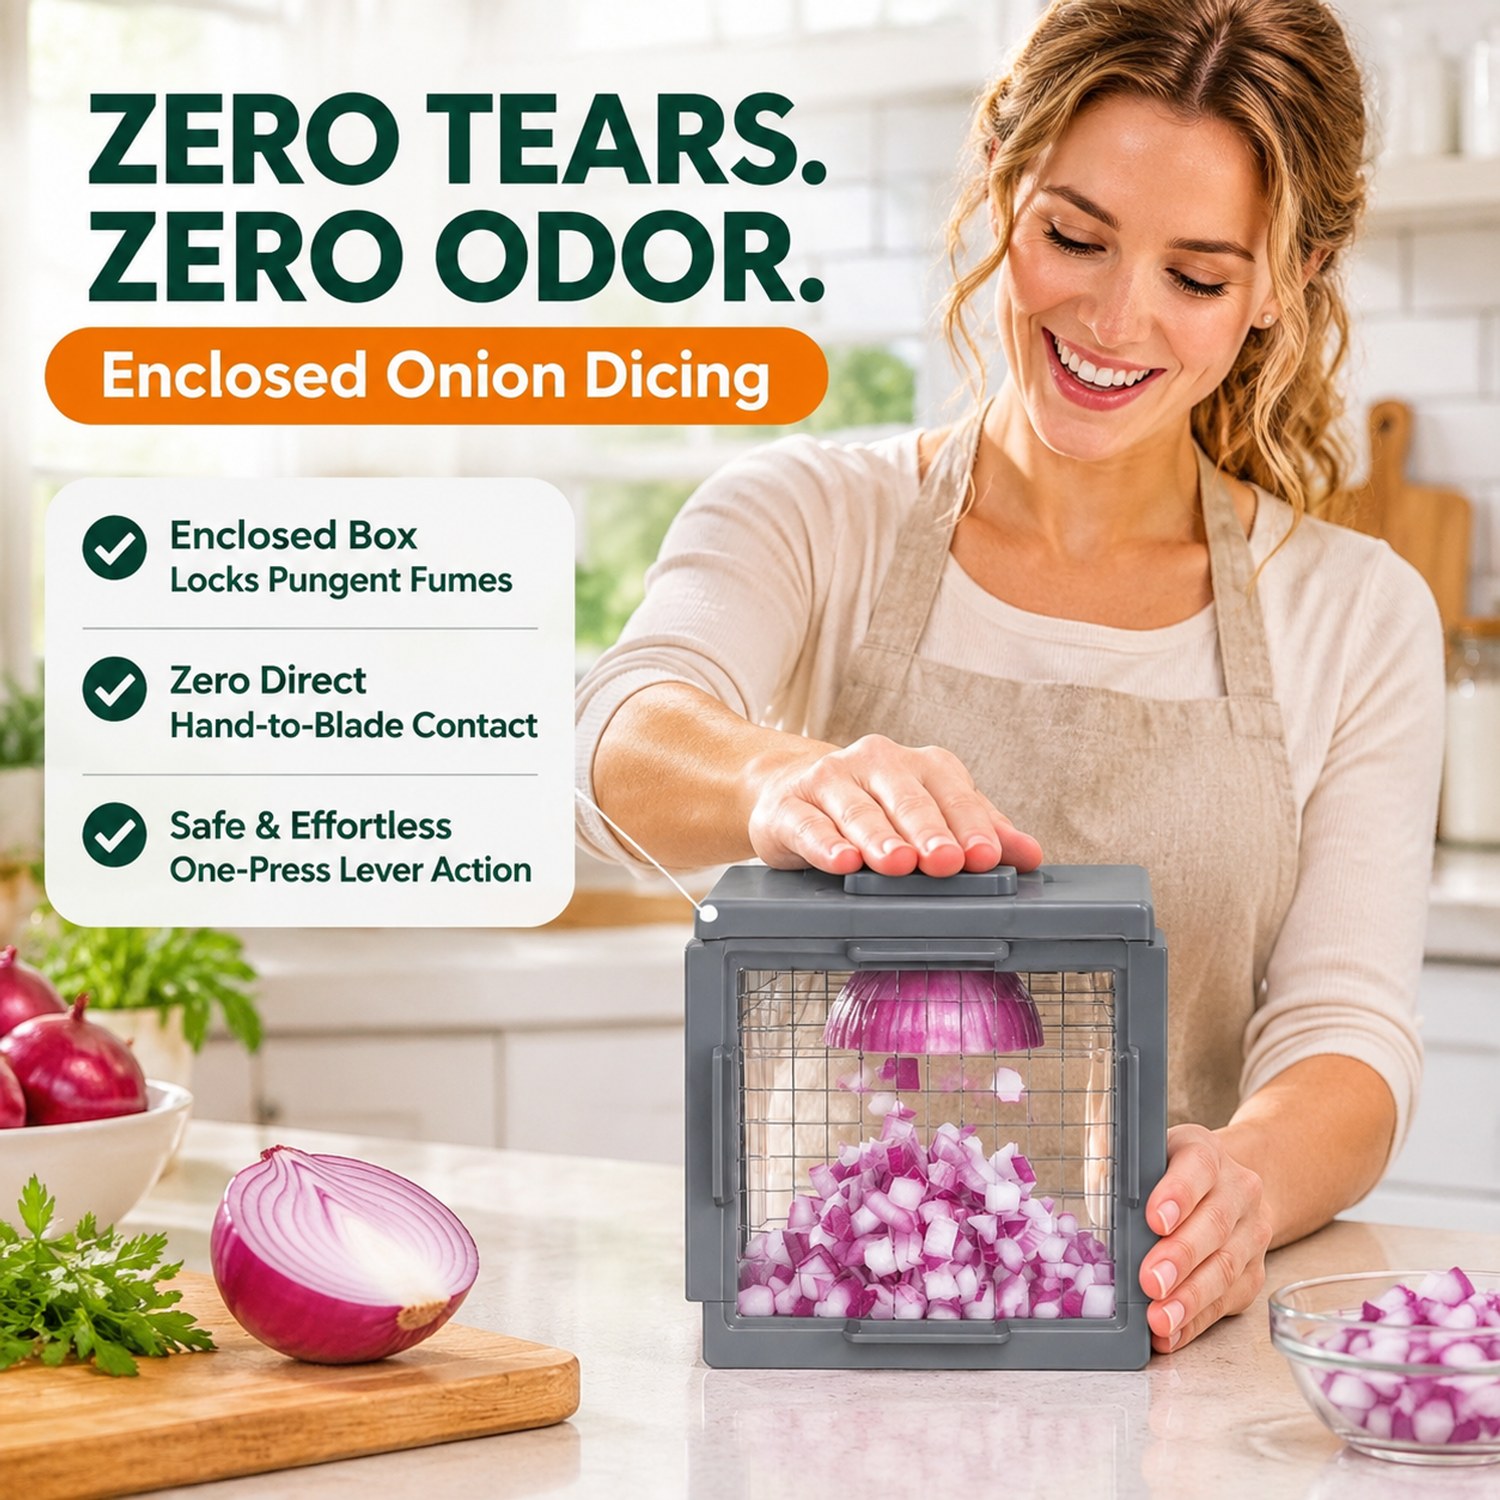 ZERO TEARS.
ZERO ODOR.
Enclosed Onion Dicing
Enclosed Box
Locks Pungent Fumes
Zero Direct
Hand-to-Blade Contact
Safe & Effortless
One-Press Lever Action